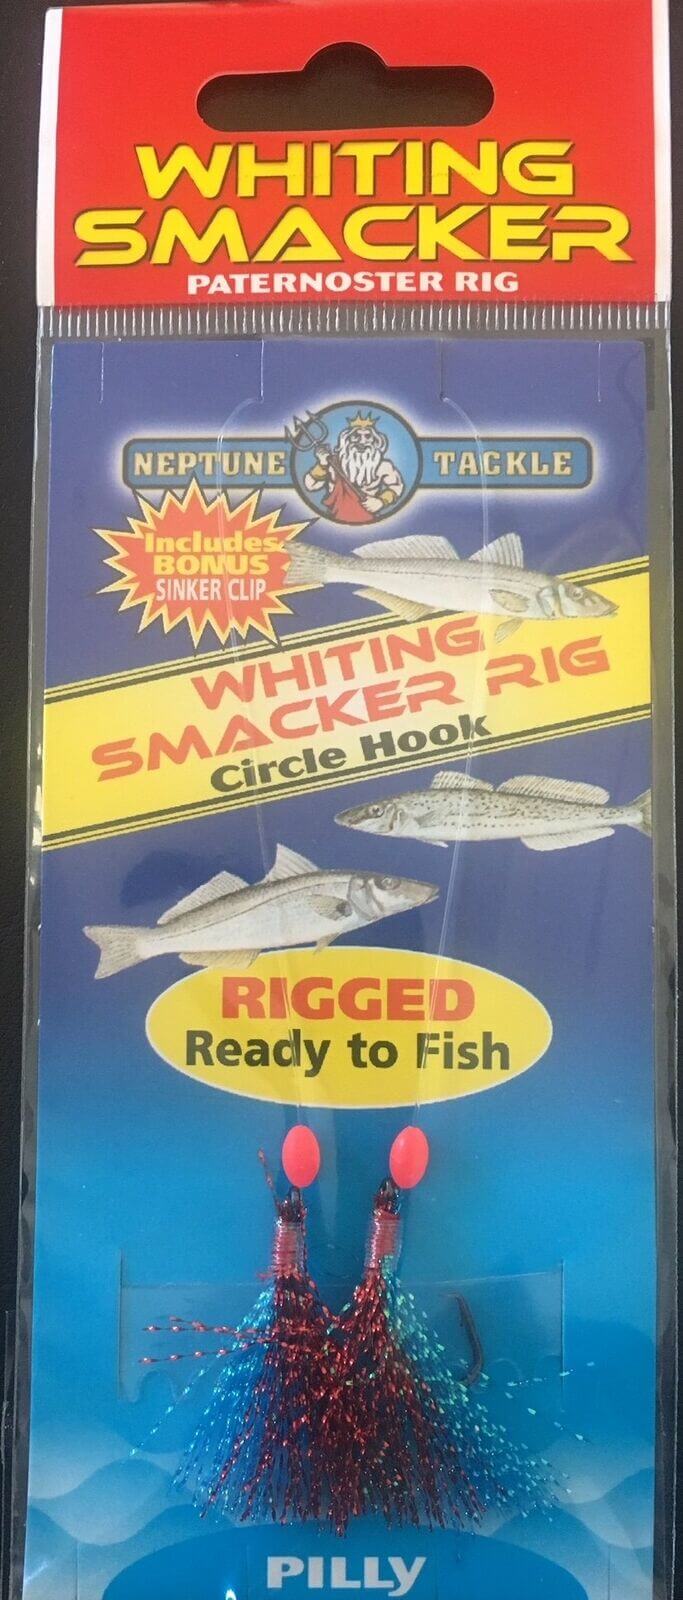 WHITING
SMACKER
PATERNOSTER RIG
NEPTUNE TACKLE
Includes
BONUS
SINKER CLIP
WHITING
SMACKER RIG
Circle Hook
RIGGED
Ready to Fish
PILLY